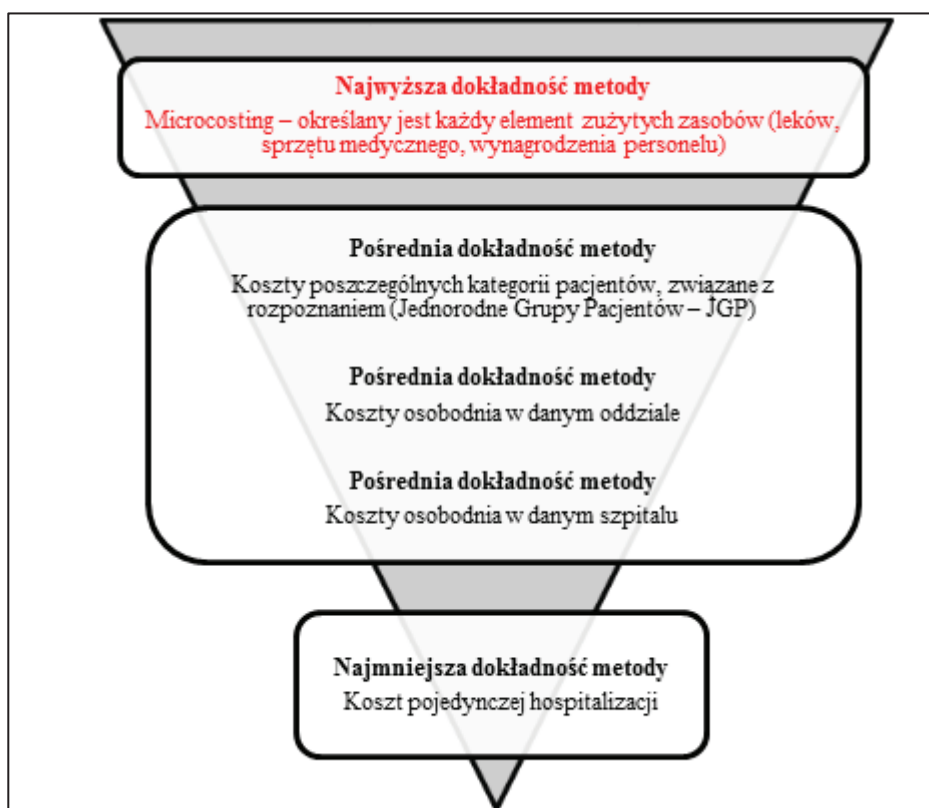 Najwyższa dokładność metody
Microcosting – określany jest każdy element zużytych zasobów (leków,
sprzętu medycznego, wynagrodzenia personelu)
Pośrednia dokładność metody
Koszty poszczególnych kategorii pacjentów, związane z
rozpoznaniem (Jednorodne Grupy Pacjentów – JGP)
Pośrednia dokładność metody
Koszty osobodnia w danym oddziale
Pośrednia dokładność metody
Koszty osobodnia w danym szpitalu
Najmniejsza dokładność metody
Koszt pojedynczej hospitalizacji